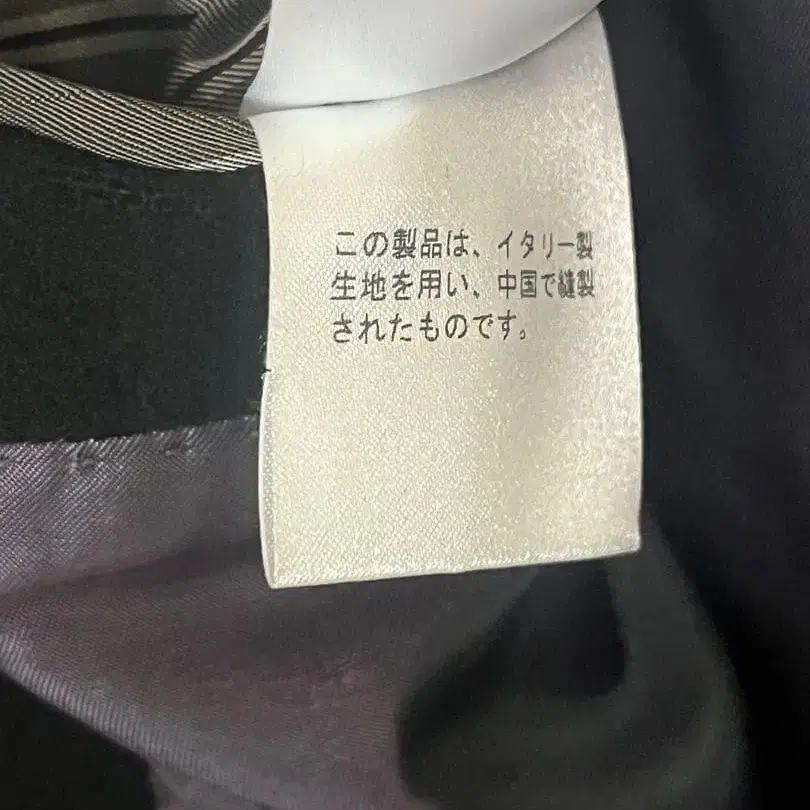 この製品は、イタリー製
生地を用い、中国で縫製
されたものです。